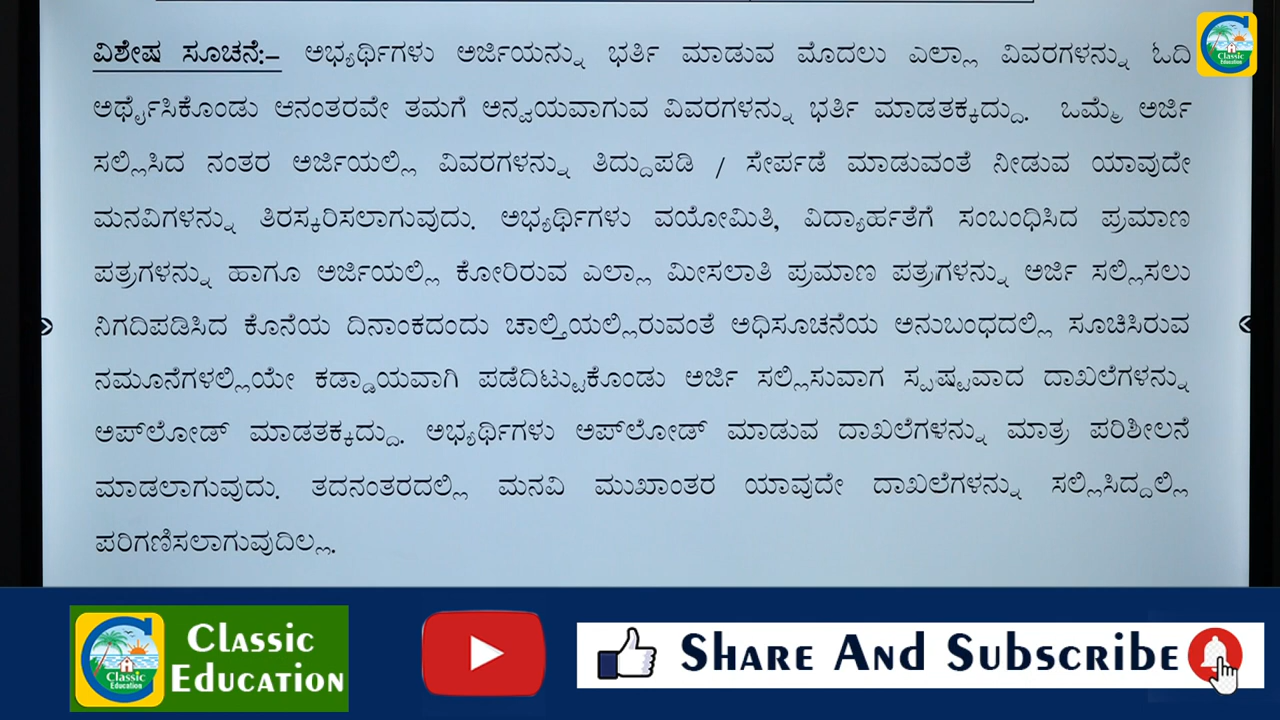 ವಿಶೇಷ ಸೂಚನೆ:– ಅಭ್ಯರ್ಥಿಗಳು ಅರ್ಜಿಯನ್ನು ಭರ್ತಿ ಮಾಡುವ ಮೊದಲು ಎಲ್ಲಾ ವಿವರಗಳನ್ನು ಓದಿ
ಅರ್ಥೈಸಿಕೊಂಡು ಆನಂತರವೇ ತಮಗೆ ಅನ್ವಯವಾಗುವ ವಿವರಗಳನ್ನು ಭರ್ತಿ ಮಾಡತಕ್ಕದ್ದು. ಒಮ್ಮೆ ಅರ್ಜಿ
ಸಲ್ಲಿಸಿದ ನಂತರ ಅರ್ಜಿಯಲ್ಲಿ ವಿವರಗಳನ್ನು ತಿದ್ದುಪಡಿ / ಸೇರ್ಪಡೆ ಮಾಡುವಂತೆ ನೀಡುವ ಯಾವುದೇ
ಮನವಿಗಳನ್ನು ತಿರಸ್ಕರಿಸಲಾಗುವುದು. ಅಭ್ಯರ್ಥಿಗಳು ವಯೋಮಿತಿ, ವಿದ್ಯಾರ್ಹತೆಗೆ ಸಂಬಂಧಿಸಿದ ಪ್ರಮಾಣ
ಪತ್ರಗಳನ್ನು ಹಾಗೂ ಅರ್ಜಿಯಲ್ಲಿ ಕೋರಿರುವ ಎಲ್ಲಾ ಮೀಸಲಾತಿ ಪ್ರಮಾಣ ಪತ್ರಗಳನ್ನು ಅರ್ಜಿ ಸಲ್ಲಿಸಲು
ನಿಗದಿಪಡಿಸಿದ ಕೊನೆಯ ದಿನಾಂಕದಂದು ಚಾಲ್ತಿಯಲ್ಲಿರುವಂತೆ ಅಧಿಸೂಚನೆಯ ಅನುಬಂಧದಲ್ಲಿ ಸೂಚಿಸಿರುವ
ನಮೂನೆಗಳಲ್ಲಿಯೇ ಕಡ್ಡಾಯವಾಗಿ ಪಡೆದಿಟ್ಟುಕೊಂಡು ಅರ್ಜಿ ಸಲ್ಲಿಸುವಾಗ ಸ್ಪಷ್ಟವಾದ ದಾಖಲೆಗಳನ್ನು
ಅಪ್‌ಲೋಡ್ ಮಾಡತಕ್ಕದ್ದು. ಅಭ್ಯರ್ಥಿಗಳು ಅಪ್‌ಲೋಡ್ ಮಾಡುವ ದಾಖಲೆಗಳನ್ನು ಮಾತ್ರ ಪರಿಶೀಲನೆ
ಮಾಡಲಾಗುವುದು. ತದನಂತರದಲ್ಲಿ ಮನವಿ ಮುಖಾಂತರ ಯಾವುದೇ ದಾಖಲೆಗಳನ್ನು ಸಲ್ಲಿಸಿದ್ದಲ್ಲಿ
ಪರಿಗಣಿಸಲಾಗುವುದಿಲ್ಲ.
Classic
Education
Classic
Education
Classic
Education
Share And Subscribe